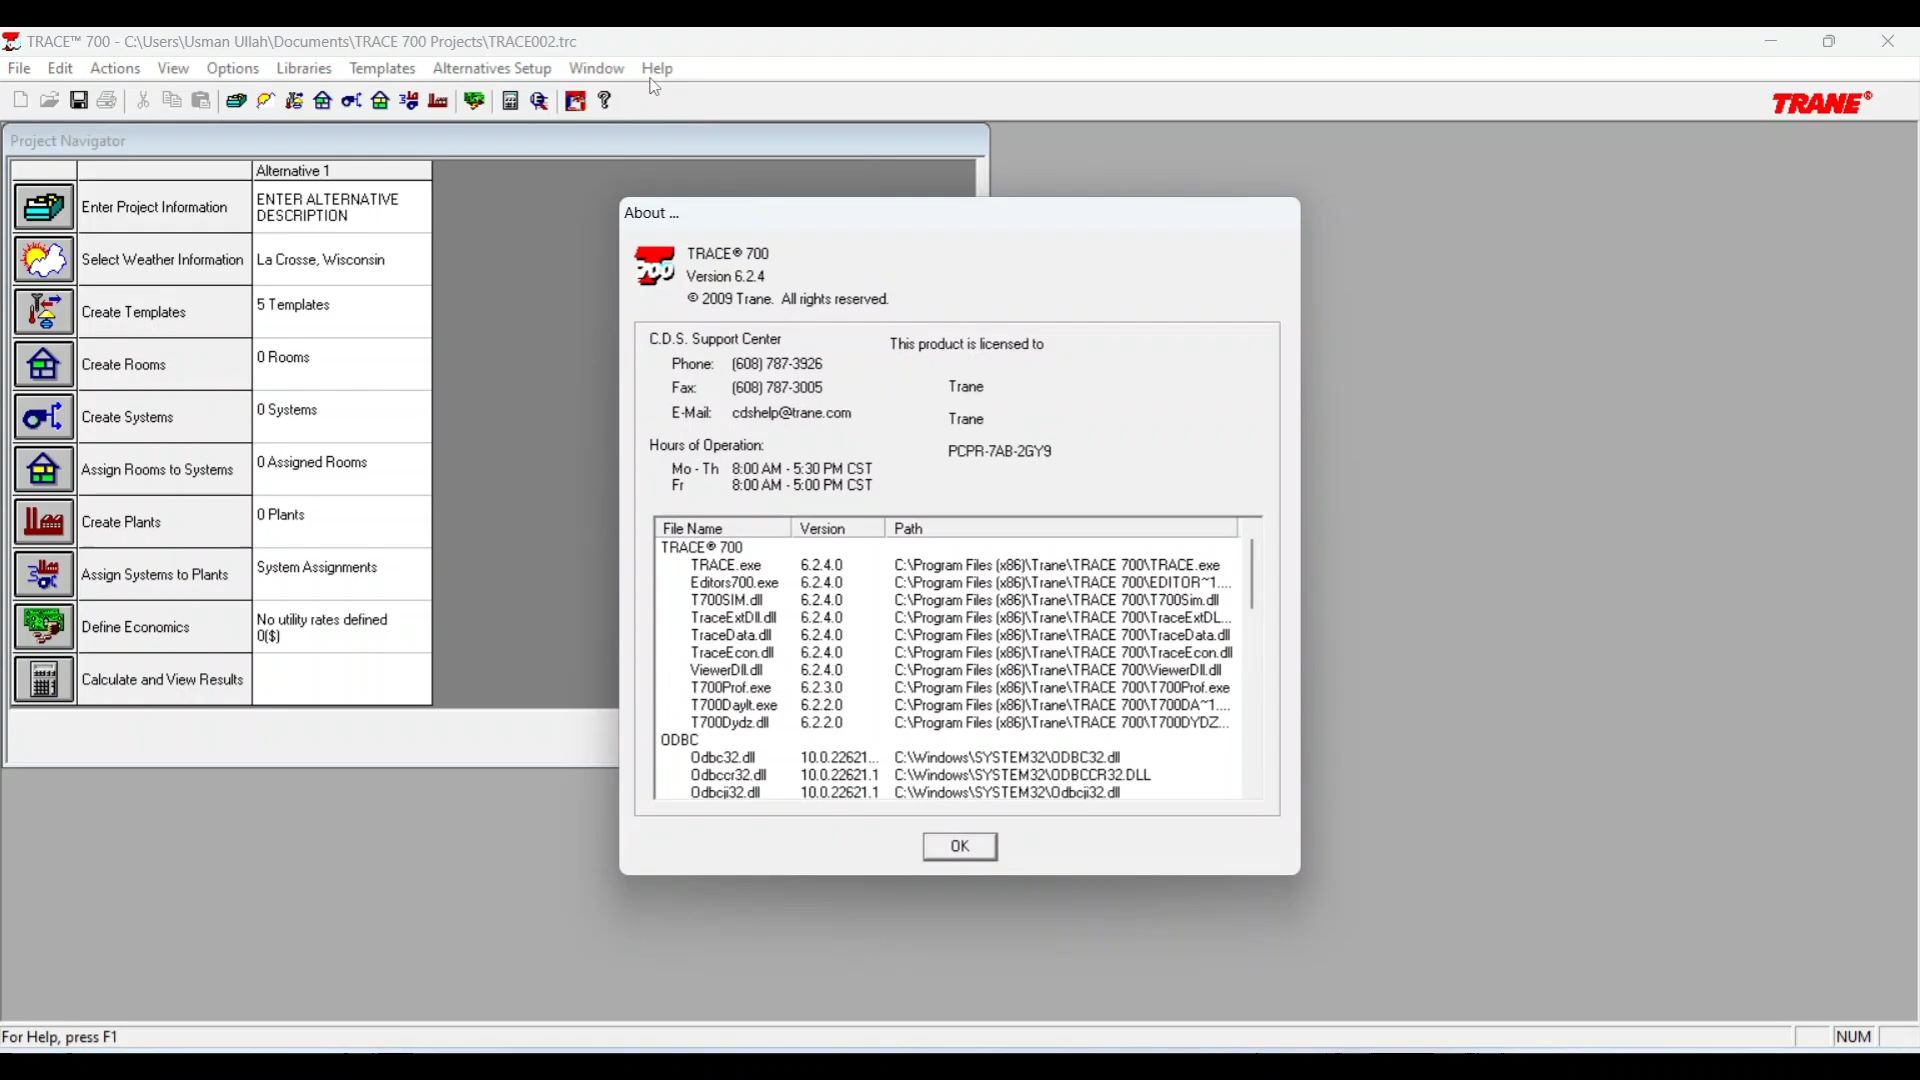 TRACE™ 700 - C:\Users\Usman Ullah\Documents\TRACE 700 Projects\TRACE002.trc
File Edit Actions View Options Libraries Templates Alternatives Setup Window Help
TRANE®
Project Navigator
Alternative 1
Enter Project Information
ENTER ALTERNATIVE
DESCRIPTION
Select Weather Information
La Crosse, Wisconsin
Create Templates
5 Templates
Create Rooms
0 Rooms
Create Systems
0 Systems
Assign Rooms to Systems
0 Assigned Rooms
Create Plants
0 Plants
Assign Systems to Plants
System Assignments
Define Economics
No utility rates defined
0($)
Calculate and View Results
About ...
700
TRACE® 700
Version 6.2.4
© 2009 Trane. All rights reserved.
C.D.S. Support Center
Phone: (608) 787-3926
Fax: (608) 787-3005
E-Mail: cdshelp@trane.com
Hours of Operation:
Mo - Th 8:00 AM - 5:30 PM CST
Fr 8:00 AM - 5:00 PM CST
This product is licensed to
Trane
Trane
PCPR-7AB-2GY9
File Name Version Path
TRACE® 700
TRACE.exe 6.2.4.0 C:\Program Files (x86)\Trane\TRACE 700\TRACE.exe
Editors700.exe 6.2.4.0 C:\Program Files (x86)\Trane\TRACE 700\EDITOR~1....
T700SIM.dll 6.2.4.0 C:\Program Files (x86)\Trane\TRACE 700\T700Sim.dll
TraceExtDll.dll 6.2.4.0 C:\Program Files (x86)\Trane\TRACE 700\TraceExtDL...
TraceData.dll 6.2.4.0 C:\Program Files (x86)\Trane\TRACE 700\TraceData.dll
TraceEcon.dll 6.2.4.0 C:\Program Files (x86)\Trane\TRACE 700\TraceEcon.dll
ViewerDll.dll 6.2.4.0 C:\Program Files (x86)\Trane\TRACE 700\ViewerDll.dll
T700Prof.exe 6.2.3.0 C:\Program Files (x86)\Trane\TRACE 700\T700Prof.exe
T700Daylt.exe 6.2.2.0 C:\Program Files (x86)\Trane\TRACE 700\T700DA~1....
T700Dydz.dll 6.2.2.0 C:\Program Files (x86)\Trane\TRACE 700\T700DYDZ...
ODBC
Odbc32.dll 10.0.22621... C:\Windows\SYSTEM32\ODBC32.dll
Odbccr32.dll 10.0.22621.1 C:\Windows\SYSTEM32\ODBCCR32.DLL
Odbcji32.dll 10.0.22621.1 C:\Windows\SYSTEM32\Odbcji32.dll
OK
For Help, press F1
NUM